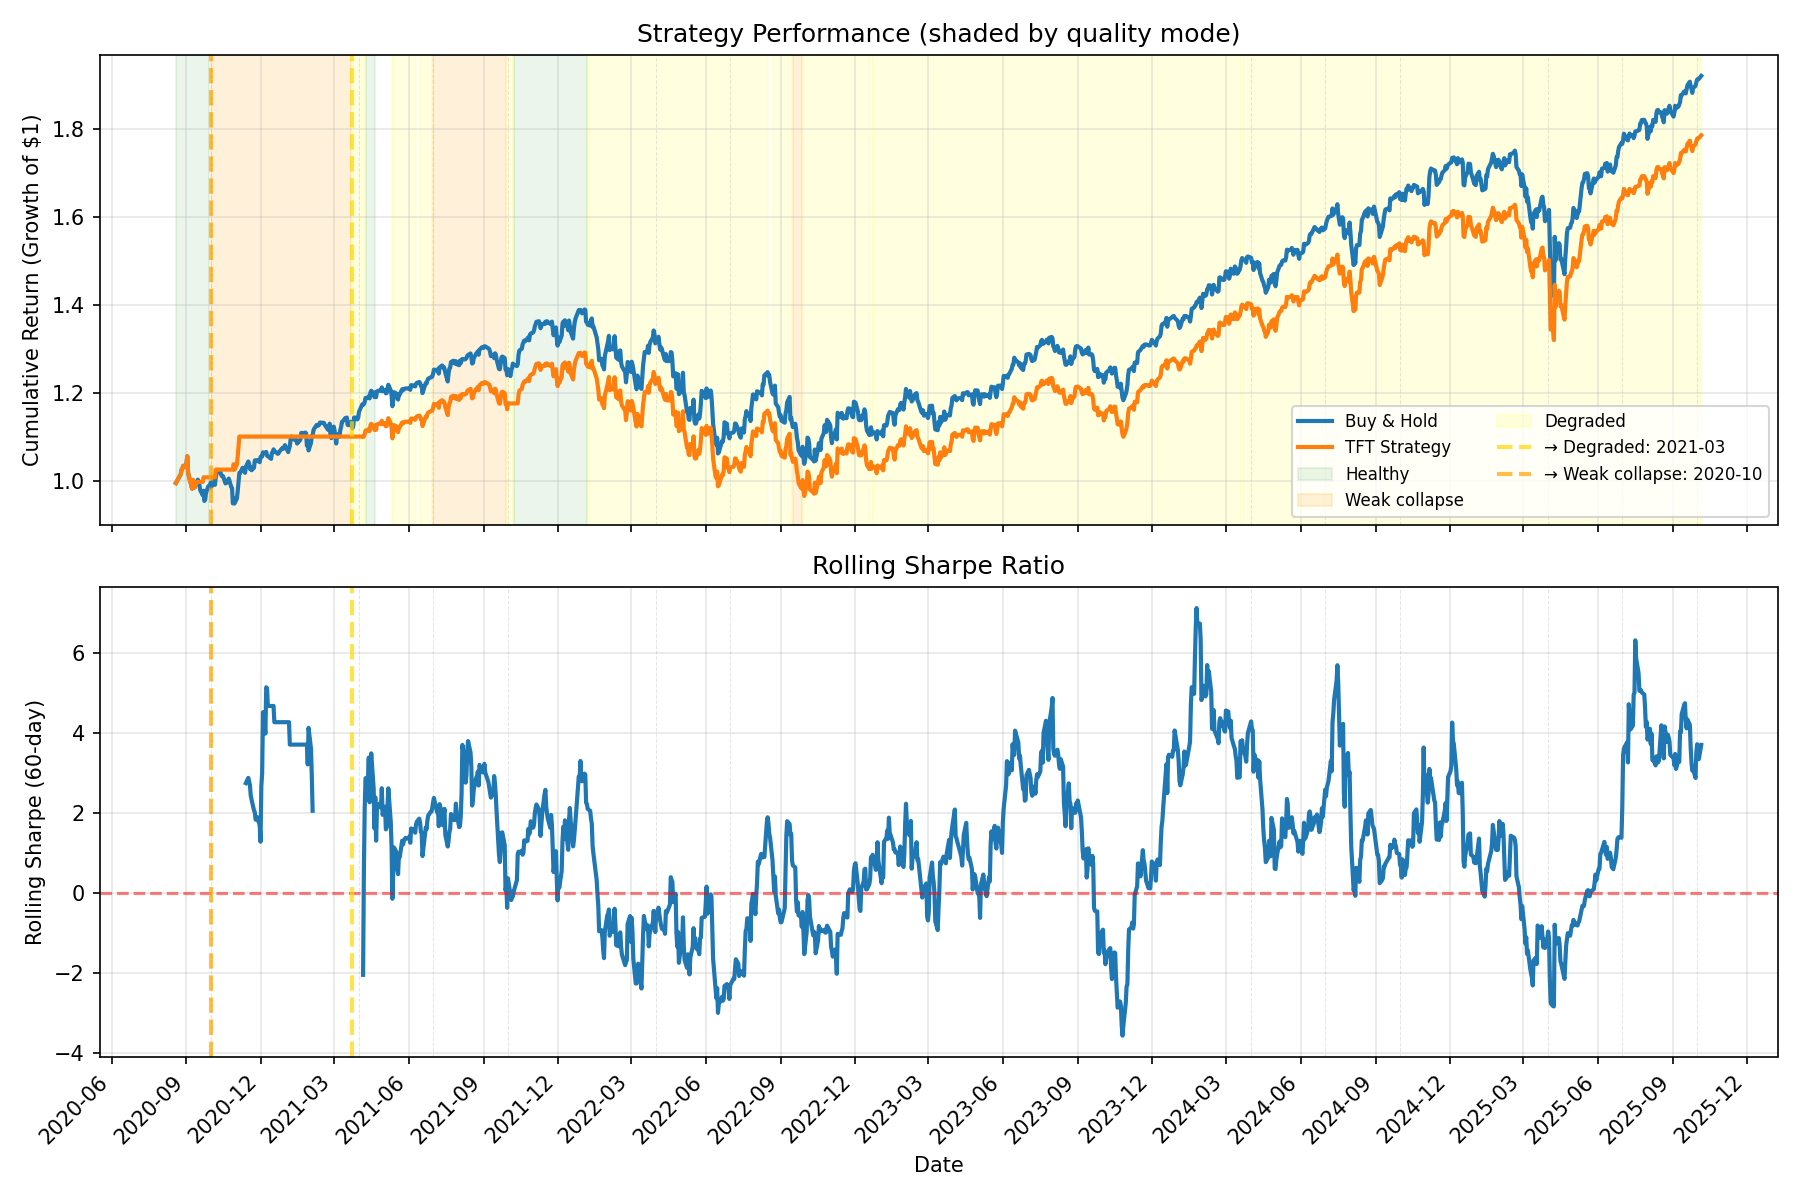 Strategy Performance (shaded by quality mode)
Cumulative Return (Growth of $1)
1.8
1.6
1.4
1.2
1.0
Buy & Hold
TFT Strategy
Healthy
Weak collapse
Degraded
→ Degraded: 2021-03
→ Weak collapse: 2020-10
Rolling Sharpe Ratio
Rolling Sharpe (60-day)
6
4
2
0
−2
−4
2020-06
2020-09
2020-12
2021-03
2021-06
2021-09
2021-12
2022-03
2022-06
2022-09
2022-12
2023-03
2023-06
2023-09
2023-12
2024-03
2024-06
2024-09
2024-12
2025-03
2025-06
2025-09
2025-12
Date